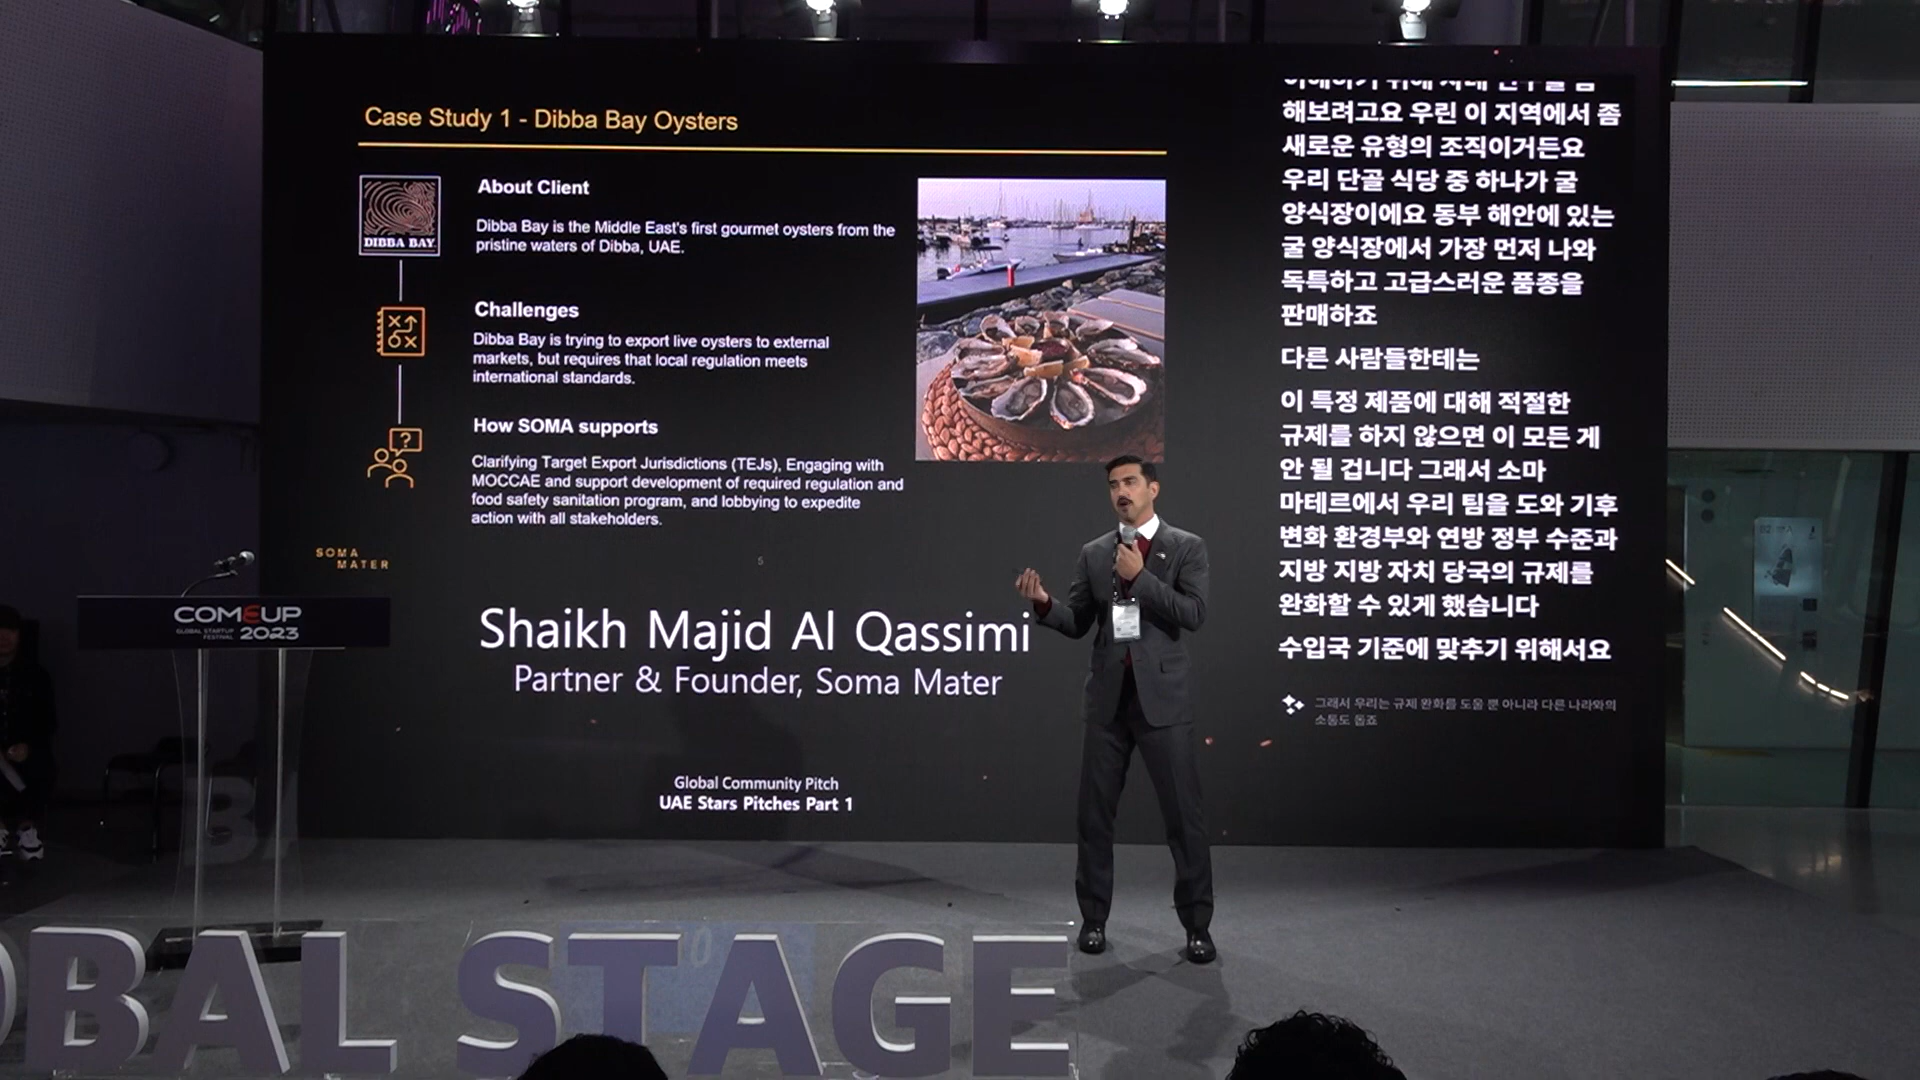 Case Study 1 - Dibba Bay Oysters
DIBBA BAY
About Client
Dibba Bay is the Middle East's first gourmet oysters from the
pristine waters of Dibba, UAE.
Challenges
Dibba Bay is trying to export live oysters to external
markets, but requires that local regulation meets
international standards.
How SOMA supports
Clarifying Target Export Jurisdictions (TEJs), Engaging with
MOCCAE and support development of required regulation and
food safety sanitation program, and lobbying to expedite
action with all stakeholders.
SOMA
MATER
5
Shaikh Majid Al Qassimi
Partner & Founder, Soma Mater
Global Community Pitch
UAE Stars Pitches Part 1
해보려고요 우린 이 지역에서 좀
새로운 유형의 조직이거든요
우리 단골 식당 중 하나가 굴
양식장이에요 동부 해안에 있는
굴 양식장에서 가장 먼저 나와
독특하고 고급스러운 품종을
판매하죠
다른 사람들한테는
이 특정 제품에 대해 적절한
규제를 하지 않으면 이 모든 게
안 될 겁니다 그래서 소마
마테르에서 우리 팀을 도와 기후
변화 환경부와 연방 정부 수준과
지방 지방 자치 당국의 규제를
완화할 수 있게 했습니다
수입국 기준에 맞추기 위해서요
그래서 우리는 규제 완화를 도울 뿐 아니라 다른 나라와의
소통도 돕죠
COMEUP
GLOBAL STARTUP
FESTIVAL 2023
BAL STAGE